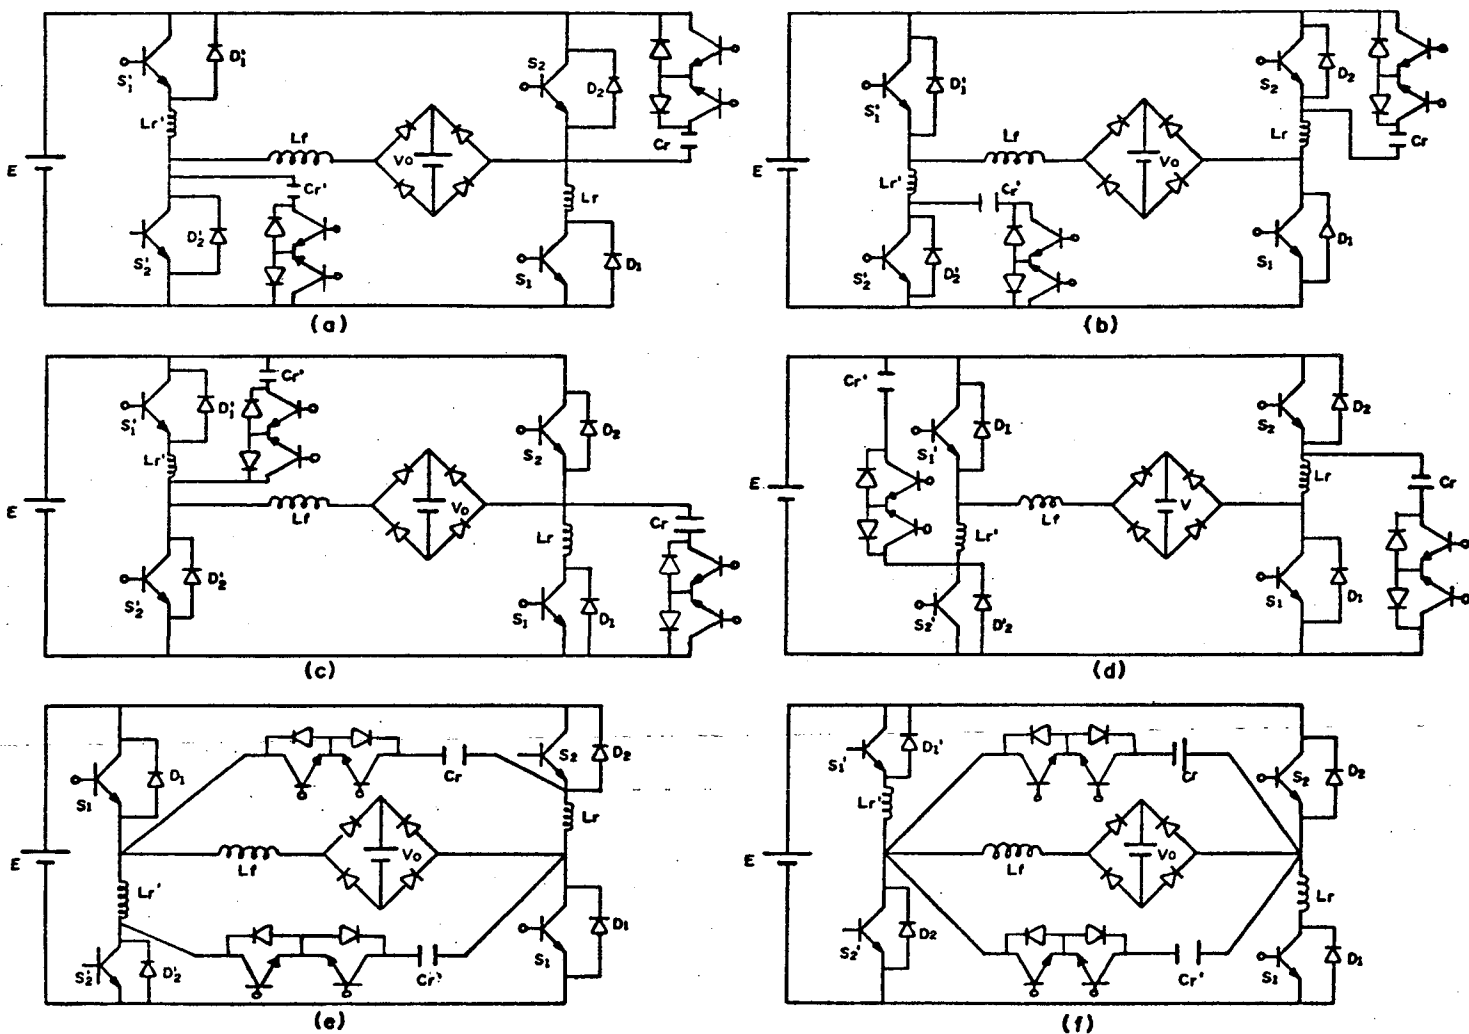 E
S1'
D1'
Lr'
S2'
D2'
Cr'
Lf
Vo
S2
D2
Lr
S1
D1
Cr
(a)
E
S1'
D1'
Lr'
S2'
D2'
Cr'
Lf
Vo
S2
D2
Lr
S1
D1
Cr
(b)
E
S1'
D1'
Cr'
Lr'
Lf
Vo
S2'
D2'
S2
D2
Lr
S1
D1
Cr
(c)
E
Cr'
S1'
D1
Lr'
S2'
D'2
Lf
V
S2
D2
Lr
Cr
S1
D1
(d)
E
S1
D1
Lr'
S2'
D'2
Lf
Vo
Cr
Cr'
S2
D2
Lr
S1
D1
(e)
E
S1'
D1'
Lr'
S2'
D2
Lf
Vo
Cr
Cr'
S2
D2
Lr
S1
D1
(f)